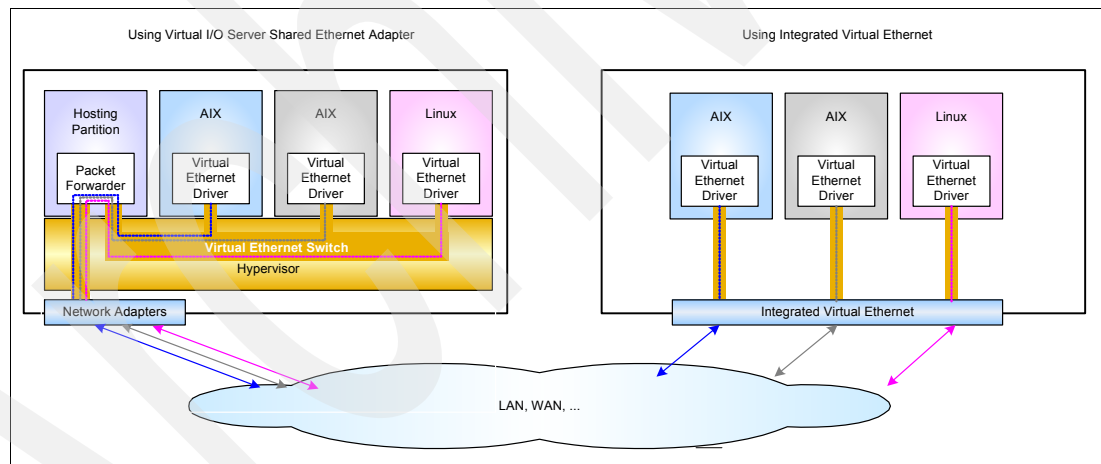 Using Virtual I/O Server Shared Ethernet Adapter
Hosting
Partition
Packet
Forwarder
AIX
Virtual
Ethernet
Driver
AIX
Virtual
Ethernet
Driver
Linux
Virtual
Ethernet
Driver
Virtual Ethernet Switch
Hypervisor
Network Adapters
Using Integrated Virtual Ethernet
AIX
Virtual
Ethernet
Driver
AIX
Virtual
Ethernet
Driver
Linux
Virtual
Ethernet
Driver
Integrated Virtual Ethernet
LAN, WAN, ...